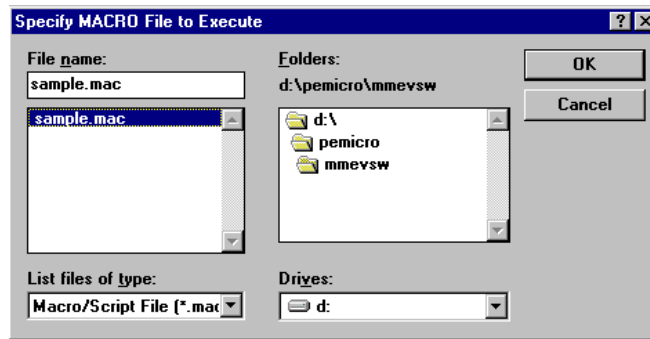 Specify MACRO File to Execute
File name:
sample.mac
sample.mac
List files of type:
Macro/Script File (*.mac
Folders:
d:\pemicro\mmevsw
d:\
pemicro
mmevsw
Drives:
d:
OK
Cancel